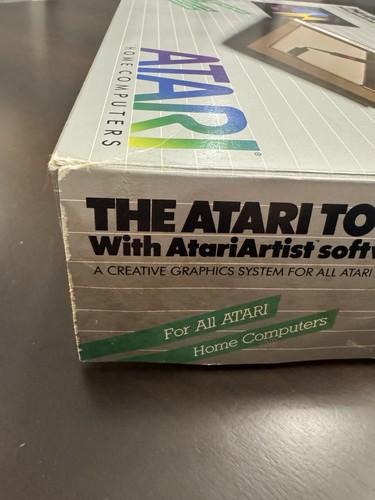 ATARI®
HOME COMPUTERS
THE ATARI TO
With AtariArtist™ softw
A CREATIVE GRAPHICS SYSTEM FOR ALL ATARI
For All ATARI
Home Computers